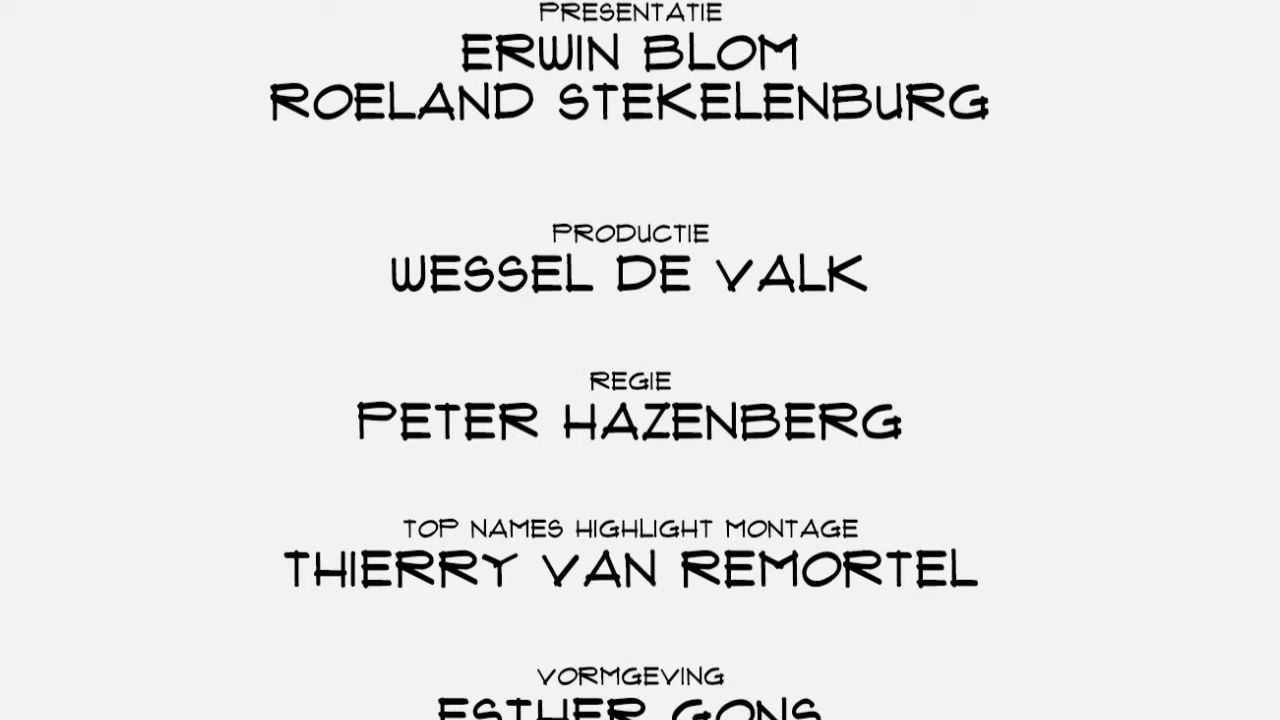 PRESENTATIE
ERWIN BLOM
ROELAND STEKELENBURG
PRODUCTIE
WESSEL DE VALK
REGIE
PETER HAZENBERG
TOP NAMES HIGHLIGHT MONTAGE
THIERRY VAN REMORTEL
VORMGEVING
ESTHER GONS